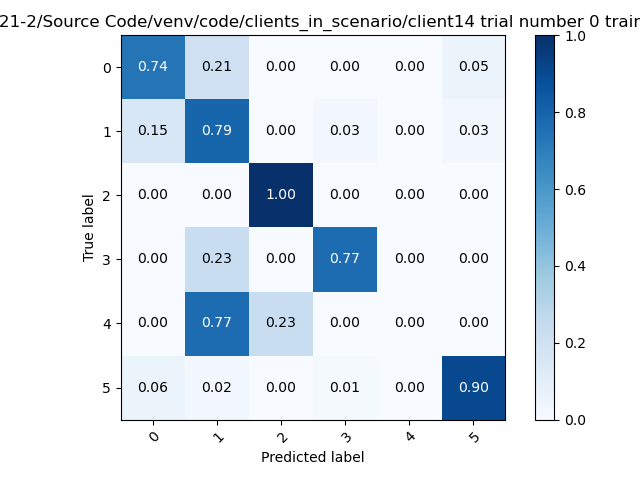 21-2/Source Code/venv/code/clients_in_scenario/client14 trial number 0 train
1.0
0 0.74 0.21 0.00 0.00 0.00 0.05
0.8
1 0.15 0.79 0.00 0.03 0.00 0.03
2 0.00 0.00 1.00 0.00 0.00 0.00
0.6
True label
3 0.00 0.23 0.00 0.77 0.00 0.00
0.4
4 0.00 0.77 0.23 0.00 0.00 0.00
0.2
5 0.06 0.02 0.00 0.01 0.00 0.90
0.0
0 1 2 3 4 5
Predicted label